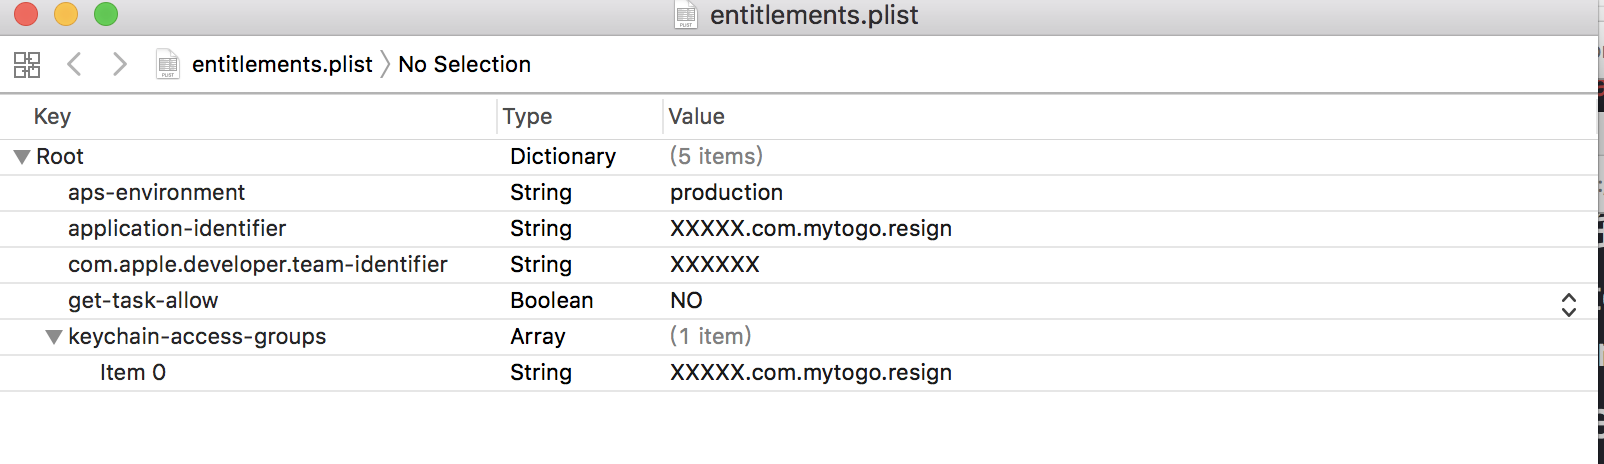 entitlements.plist
entitlements.plist No Selection
Key Type Value
Root Dictionary (5 items)
aps-environment String production
application-identifier String XXXXX.com.mytogo.resign
com.apple.developer.team-identifier String XXXXXX
get-task-allow Boolean NO
keychain-access-groups Array (1 item)
Item 0 String XXXXX.com.mytogo.resign